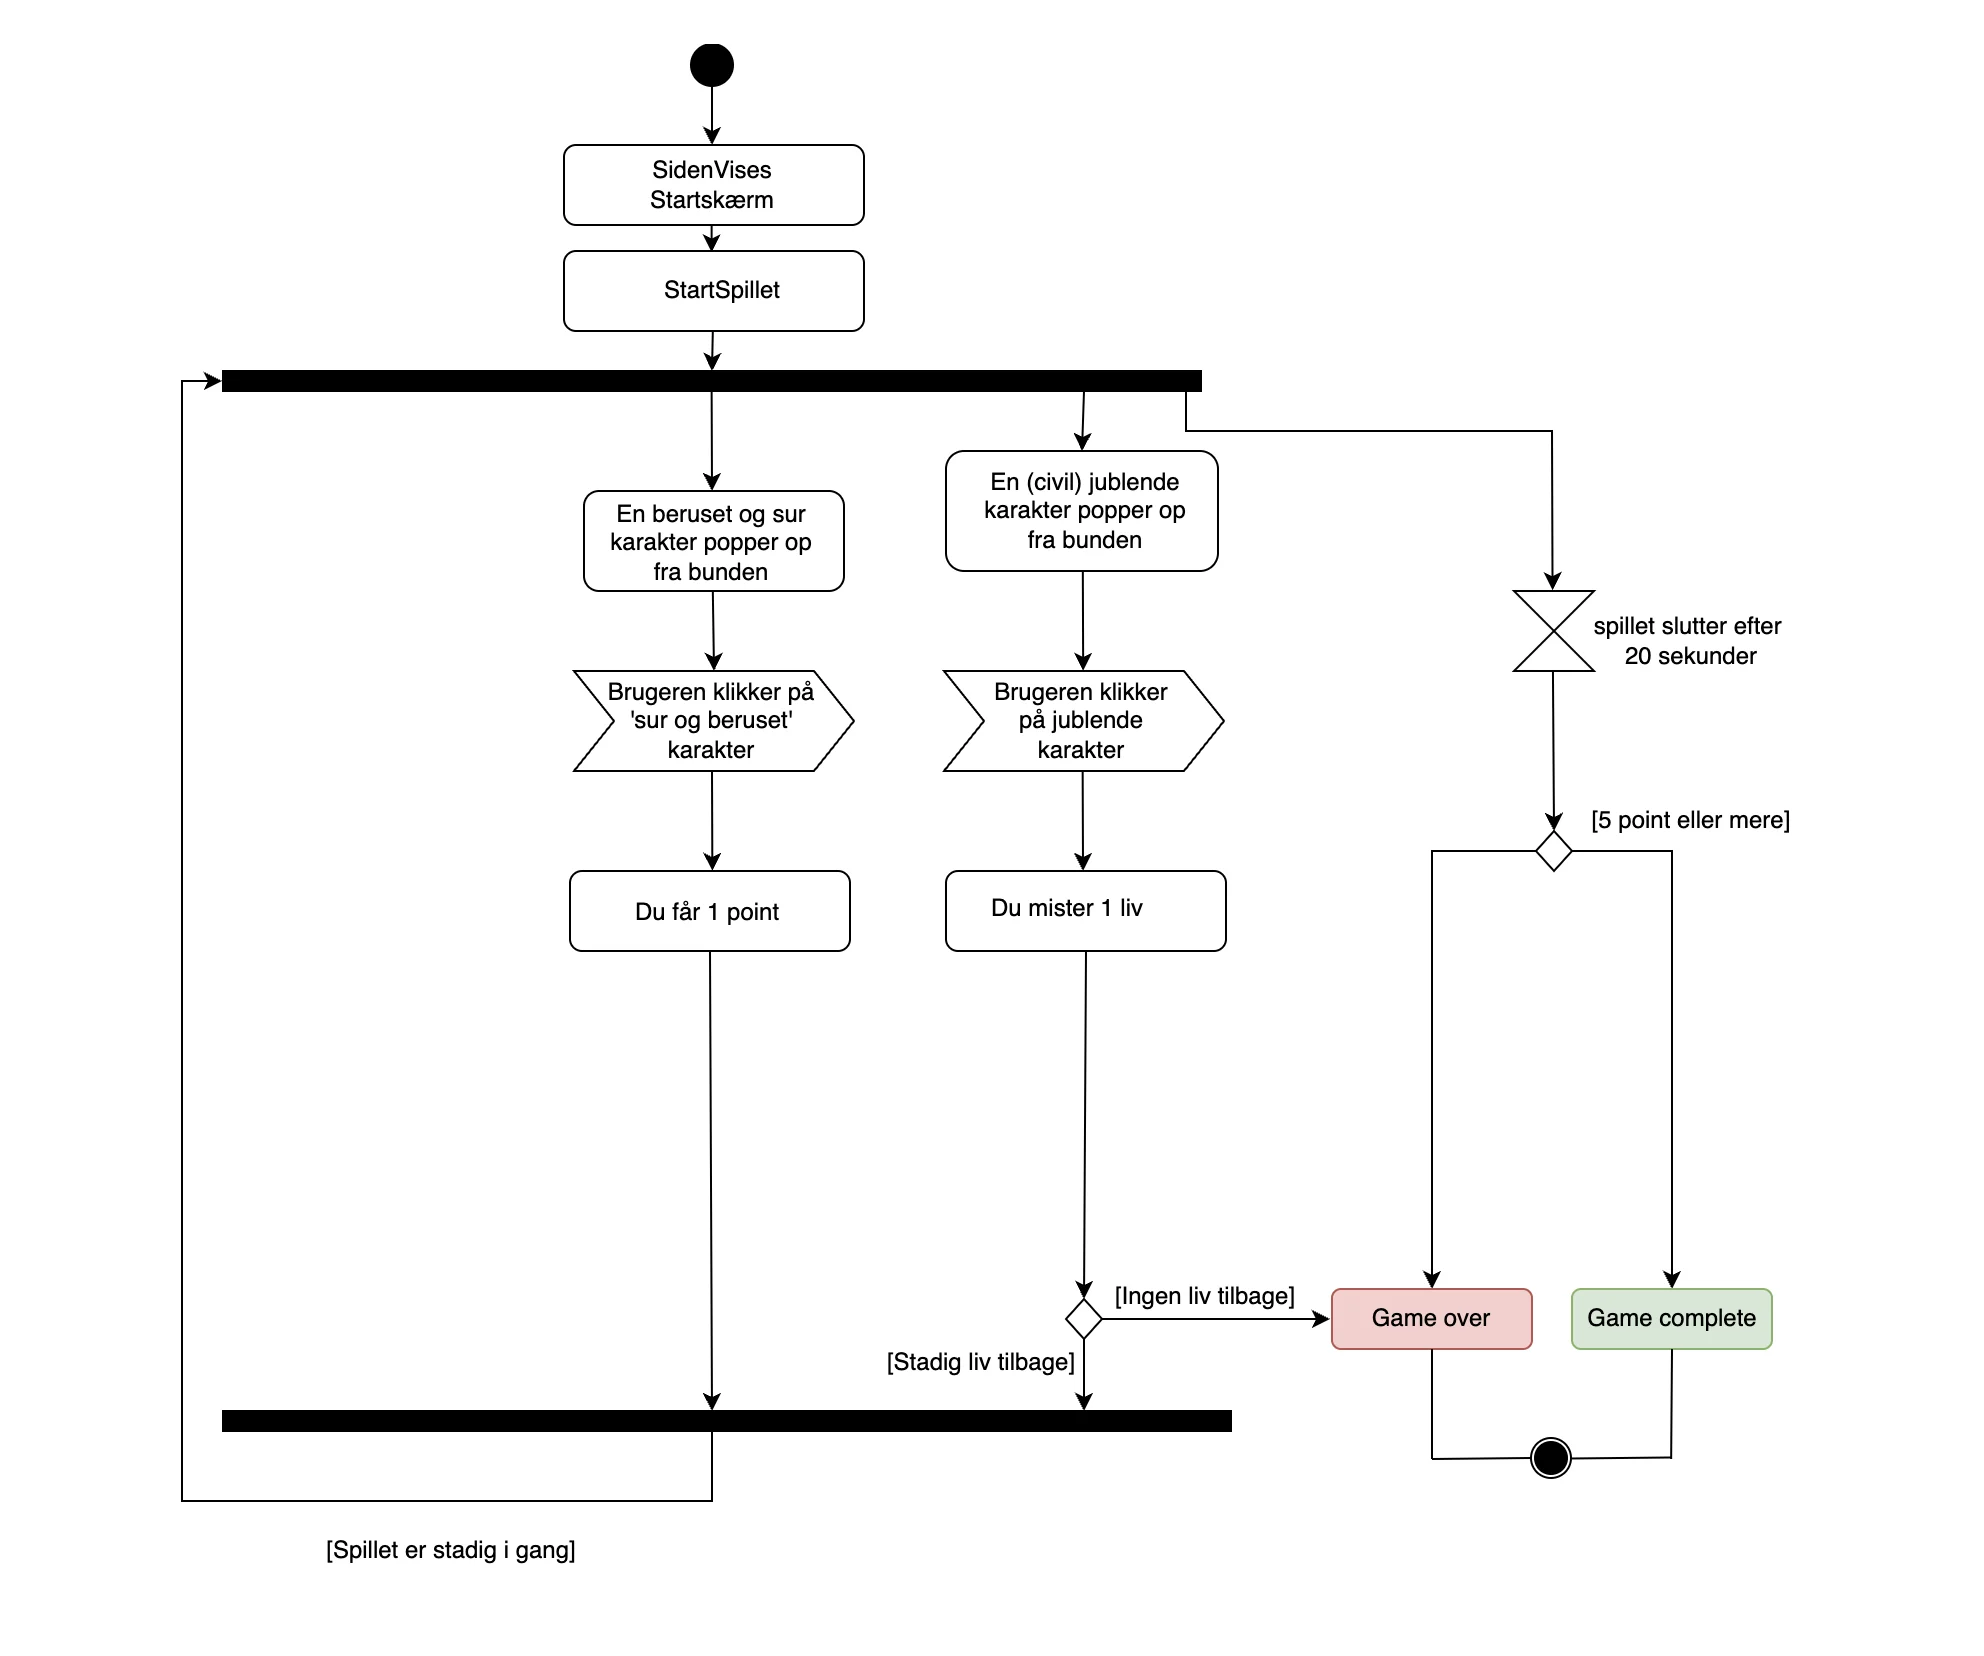 SidenVises
Startskærm
StartSpillet
En beruset og sur
karakter popper op
fra bunden
En (civil) jublende
karakter popper op
fra bunden
spillet slutter efter
20 sekunder
Brugeren klikker på
'sur og beruset'
karakter
Brugeren klikker
på jublende
karakter
[5 point eller mere]
Du får 1 point
Du mister 1 liv
[Ingen liv tilbage]
Game over
Game complete
[Stadig liv tilbage]
[Spillet er stadig i gang]